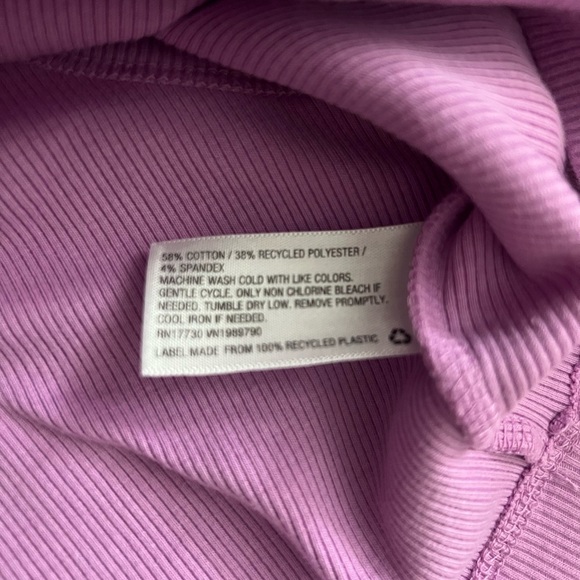 58% COTTON / 38% RECYCLED POLYESTER /
4% SPANDEX
MACHINE WASH COLD WITH LIKE COLORS.
GENTLE CYCLE. ONLY NON CHLORINE BLEACH IF
NEEDED. TUMBLE DRY LOW. REMOVE PROMPTLY.
COOL IRON IF NEEDED.
RN17730 VN1989790
LABEL MADE FROM 100% RECYCLED PLASTIC